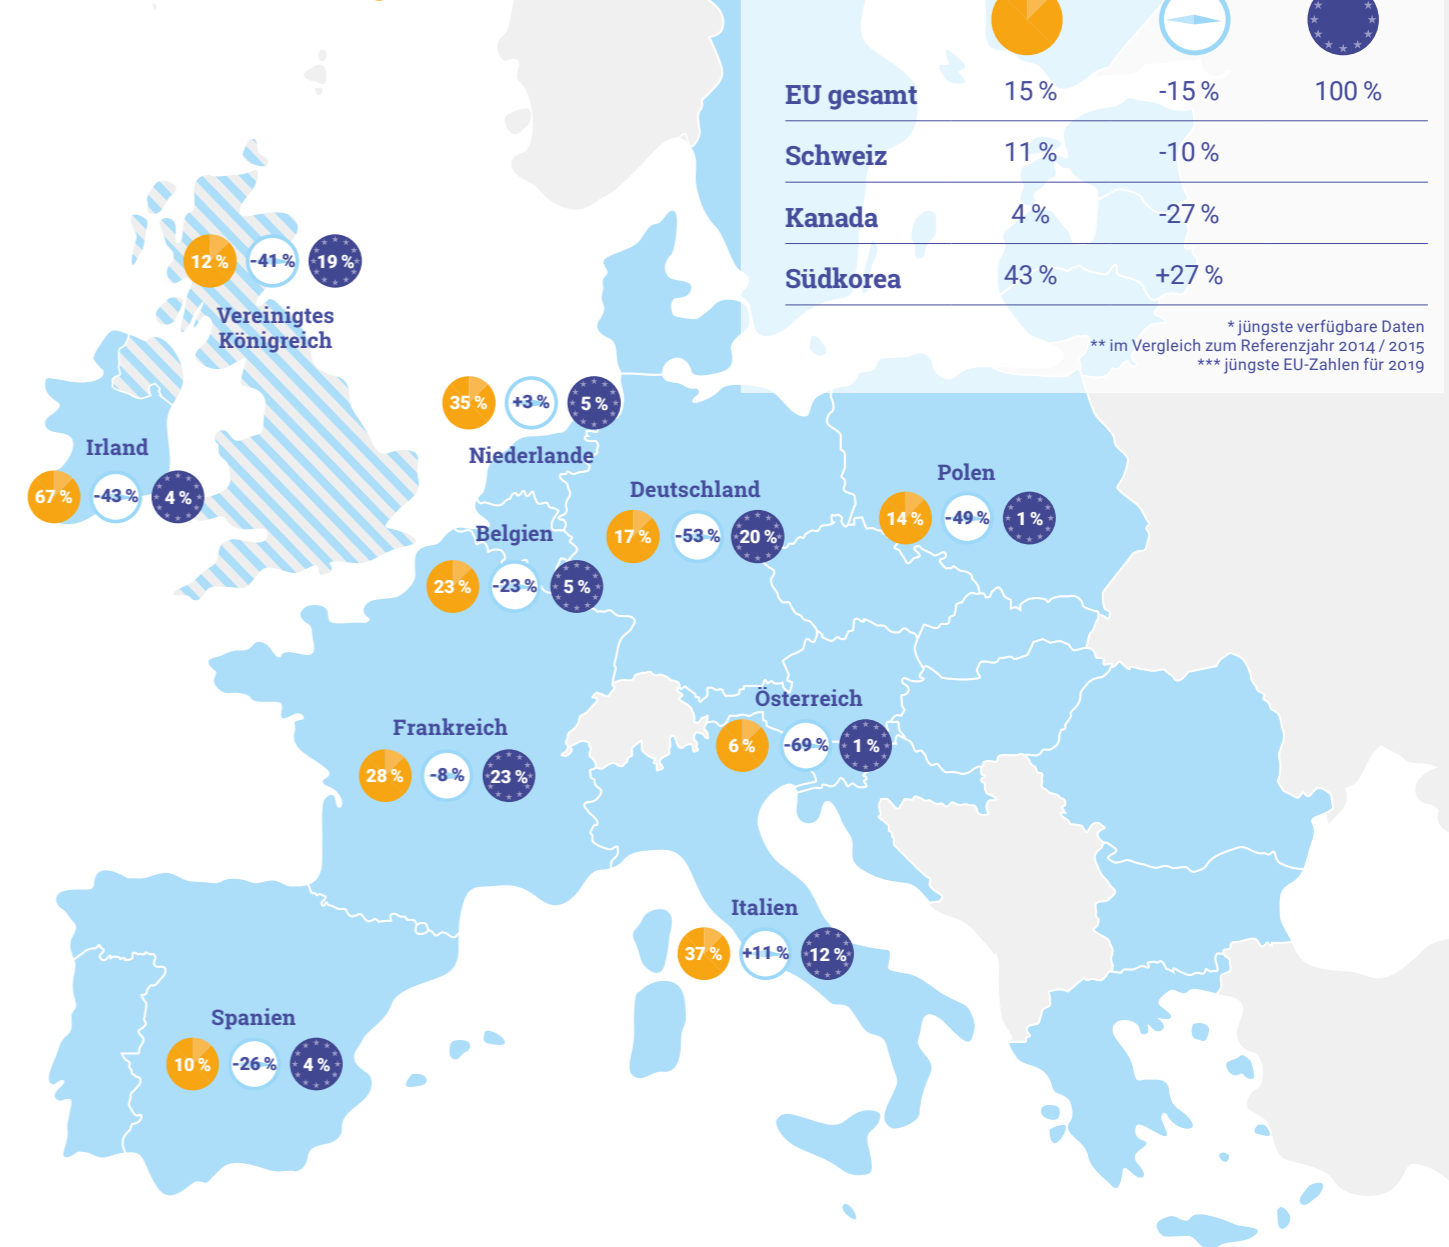 EU gesamt 15 % -15 % 100 %
Schweiz 11 % -10 %
Kanada 4 % -27 %
Südkorea 43 % +27 %
* jüngste verfügbare Daten
** im Vergleich zum Referenzjahr 2014 / 2015
*** jüngste EU-Zahlen für 2019
12 % -41 % 19 %
Vereinigtes
Königreich
Irland
67 % -43 % 4 %
35 % +3 % 5 %
Niederlande
Deutschland
17 % -53 % 20 %
Polen
14 % -49 % 1 %
Belgien
23 % -23 % 5 %
Österreich
6 % -69 % 1 %
Frankreich
28 % -8 % 23 %
Italien
37 % +11 % 12 %
Spanien
10 % -26 % 4 %